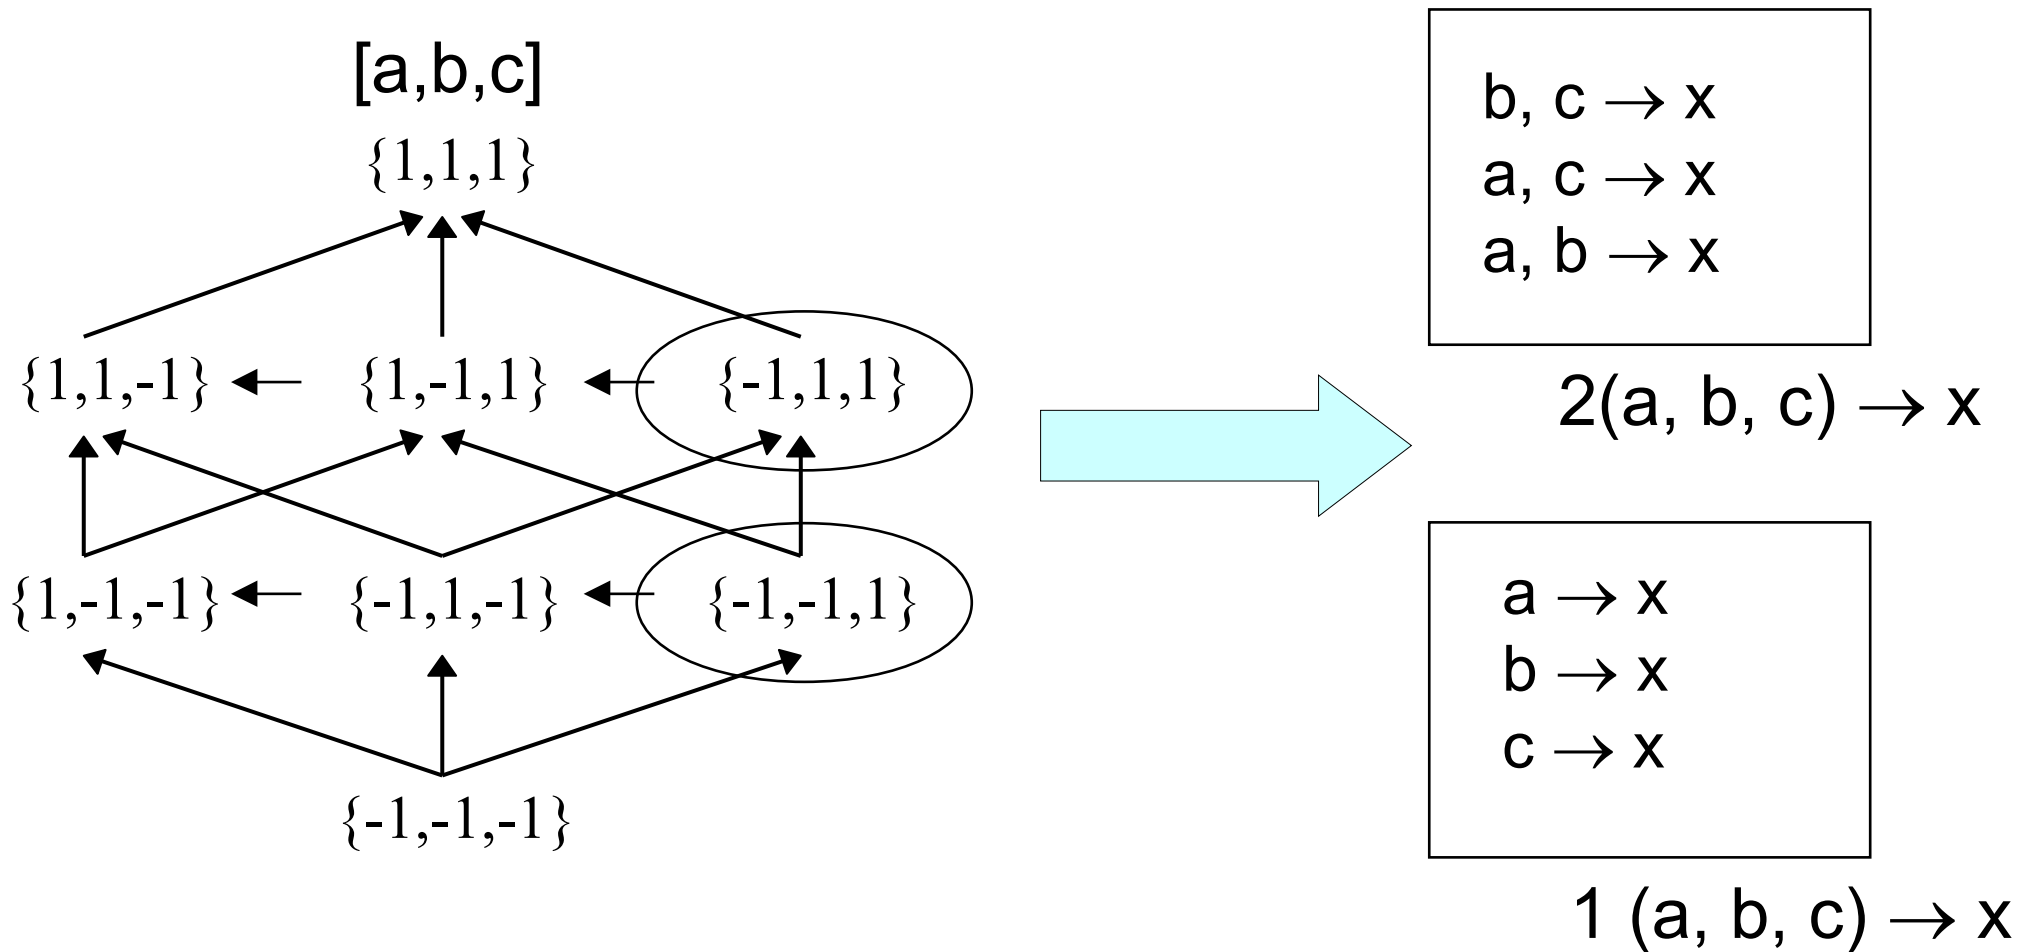 [a,b,c]
{1,1,1}
{1,1,-1} {1,-1,1} {-1,1,1}
{1,-1,-1} {-1,1,-1} {-1,-1,1}
{-1,-1,-1}
b, c → x
a, c → x
a, b → x
2(a, b, c) → x
a → x
b → x
c → x
1 (a, b, c) → x